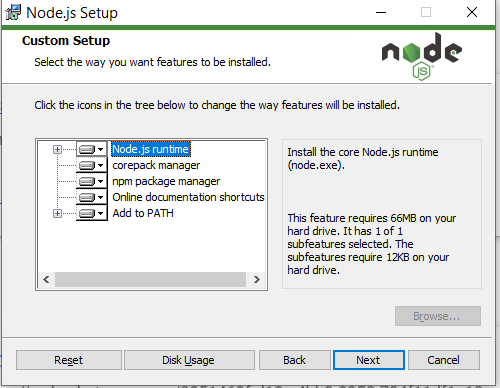 Node.js Setup
Custom Setup
Select the way you want features to be installed.
node
JS
Click the icons in the tree below to change the way features will be installed.
Node.js runtime
corepack manager
npm package manager
Online documentation shortcuts
Add to PATH
Install the core Node.js runtime
(node.exe).
This feature requires 66MB on your
hard drive. It has 1 of 1
subfeatures selected. The
subfeatures require 12KB on your
hard drive.
Browse...
Reset
Disk Usage
Back
Next
Cancel